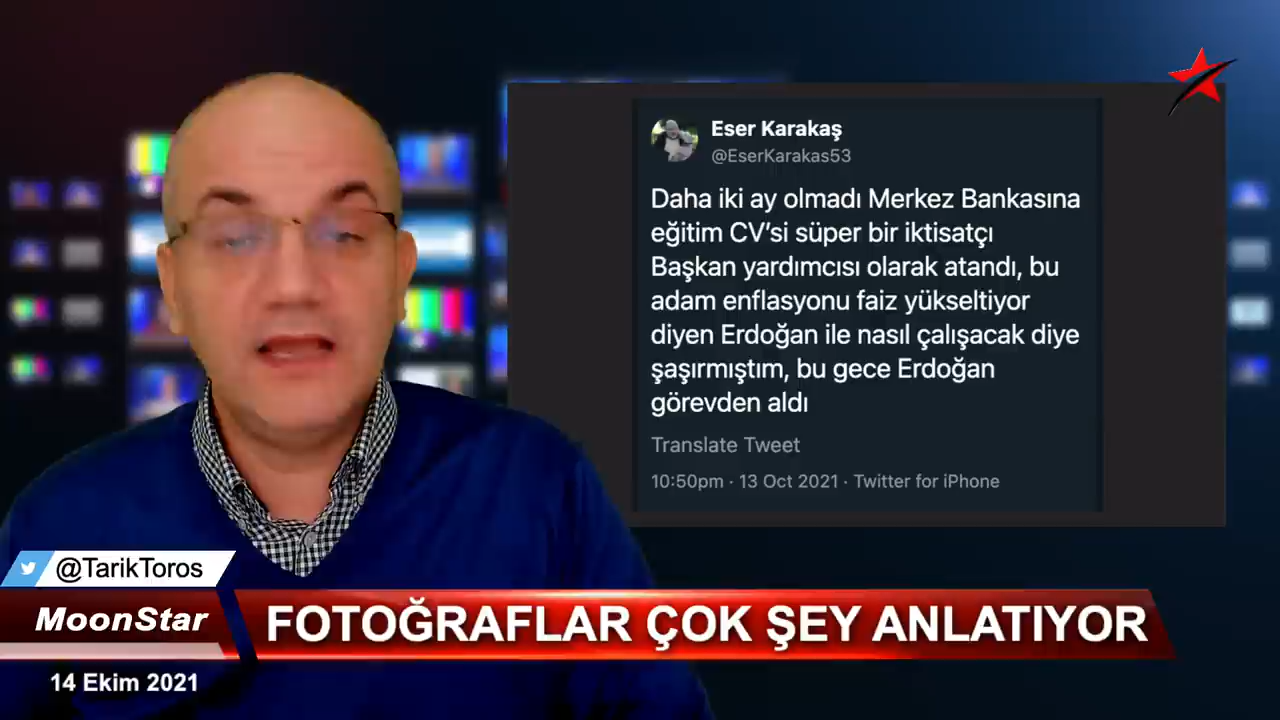 Eser Karakaş
@EserKarakas53
Daha iki ay olmadı Merkez Bankasına
eğitim CV’si süper bir iktisatçı
Başkan yardımcısı olarak atandı, bu
adam enflasyonu faiz yükseltiyor
diyen Erdoğan ile nasıl çalışacak diye
şaşırmıştım, bu gece Erdoğan
görevden aldı
Translate Tweet
10:50pm · 13 Oct 2021 · Twitter for iPhone
@TarikToros
MoonStar
FOTOĞRAFLAR ÇOK ŞEY ANLATIYOR
14 Ekim 2021